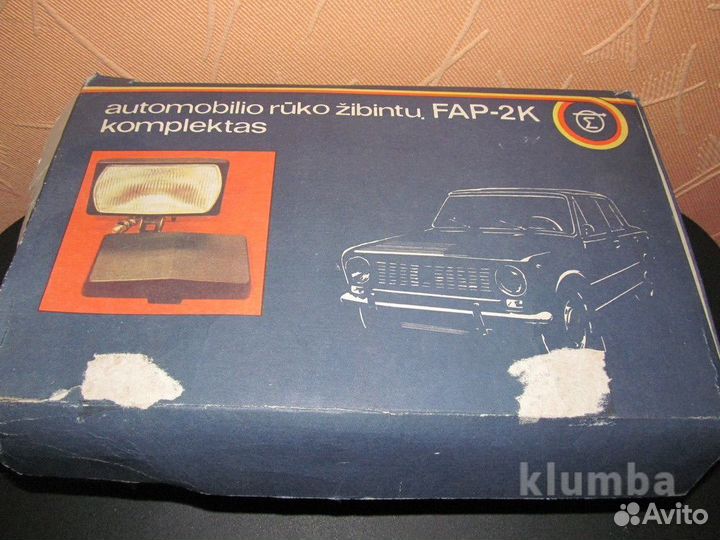 automobilio rūko žibintų FAP-2K
komplektas
klumba
Avito